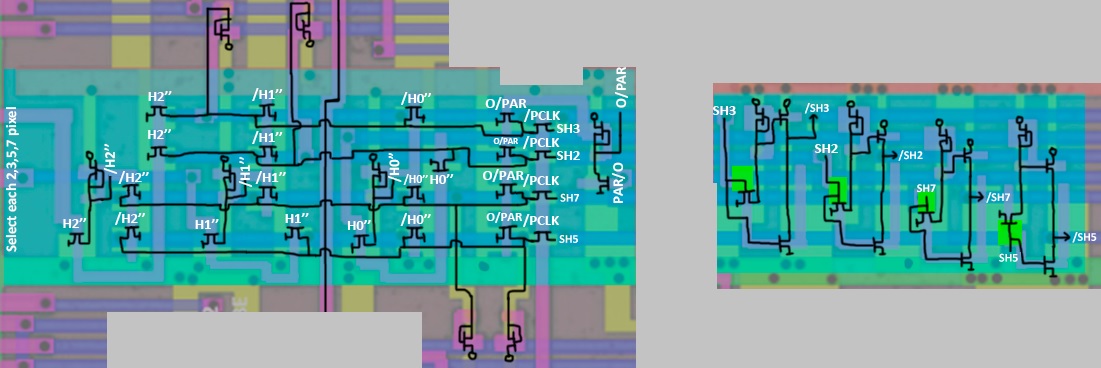 Select each 2,3,5,7 pixel
H2’’
/H1’’
/H0’’
O/PAR
/PCLK
SH3
O/PAR
H2’’
/H1’’
O/PAR
/PCLK
SH2
/H2’’
/H2’’
/H1’’
/H1’’
/H0’’
/H0’’
H0’’
O/PAR
/PCLK
SH7
PAR/O
H2’’
/H2’’
H1’’
H1’’
H0’’
/H0’’
O/PAR
/PCLK
SH5
SH3
/SH3
SH2
/SH2
SH7
/SH7
SH5
/SH5